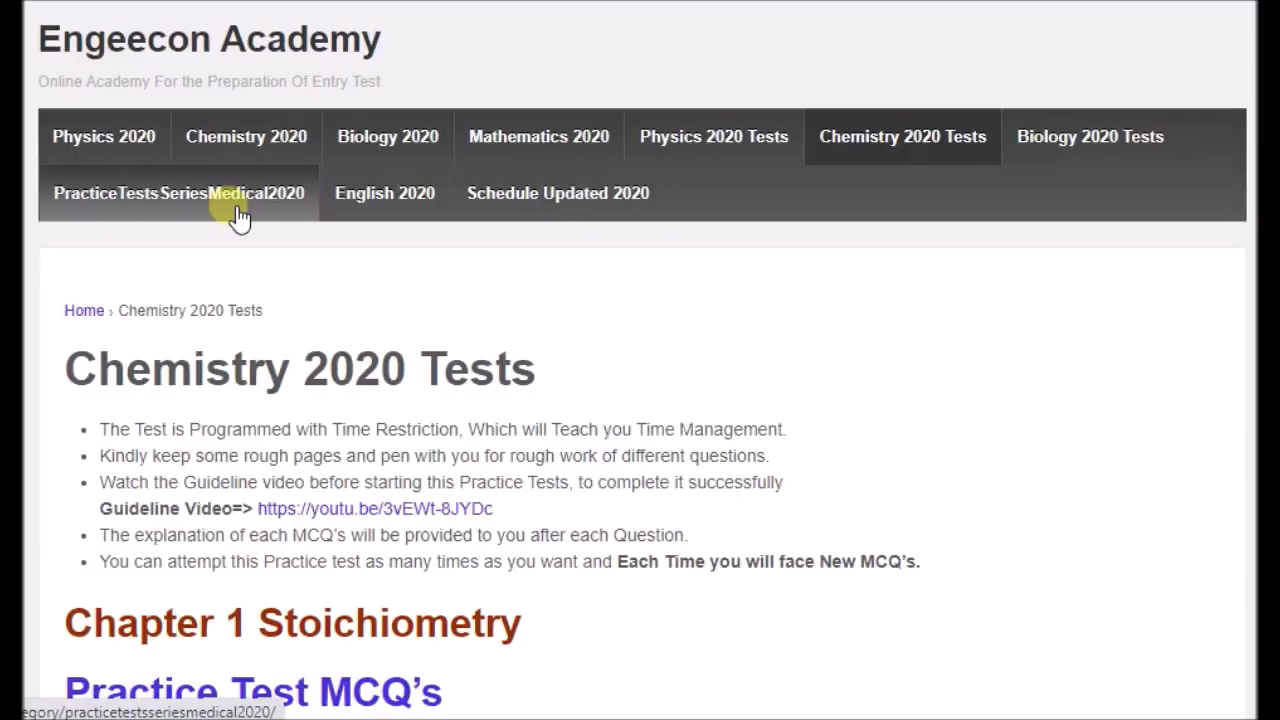 Engeecon Academy
Online Academy For the Preparation Of Entry Test
Physics 2020 Chemistry 2020 Biology 2020 Mathematics 2020 Physics 2020 Tests Chemistry 2020 Tests Biology 2020 Tests
PracticeTestsSeriesMedical2020 English 2020 Schedule Updated 2020
Home › Chemistry 2020 Tests
Chemistry 2020 Tests
• The Test is Programmed with Time Restriction, Which will Teach you Time Management.
• Kindly keep some rough pages and pen with you for rough work of different questions.
• Watch the Guideline video before starting this Practice Tests, to complete it successfully
Guideline Video=> https://youtu.be/3vEWt-8JYDc
• The explanation of each MCQ's will be provided to you after each Question.
• You can attempt this Practice test as many times as you want and Each Time you will face New MCQ's.
Chapter 1 Stoichiometry
Practice Test MCQ's
egory/practicetestsseriesmedical2020/